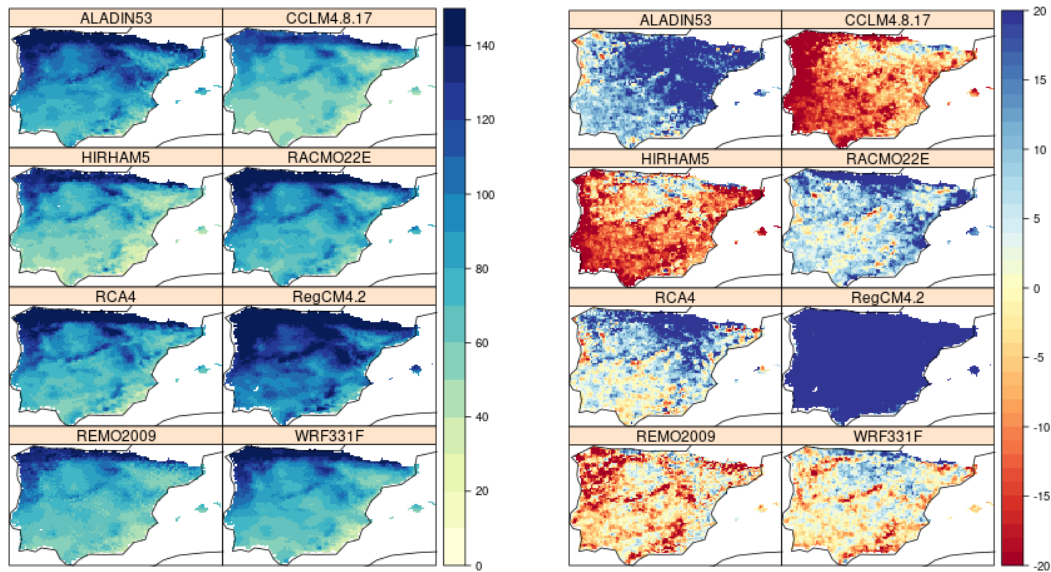 ALADIN53 CCLM4.8.17
HIRHAM5 RACMO22E
RCA4 RegCM4.2
REMO2009 WRF331F
140
120
100
80
60
40
20
0
ALADIN53 CCLM4.8.17
HIRHAM5 RACMO22E
RCA4 RegCM4.2
REMO2009 WRF331F
20
15
10
5
0
-5
-10
-15
-20